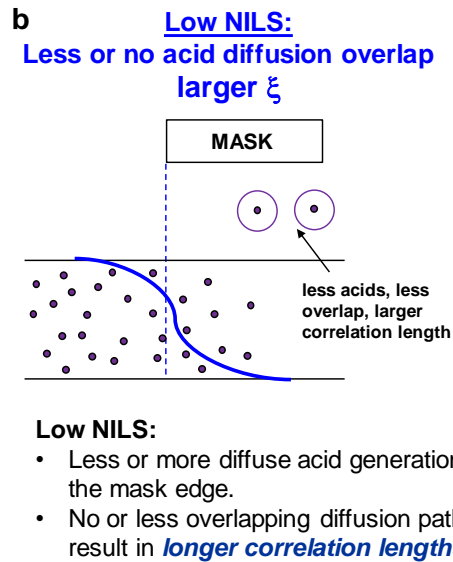 b
Low NILS:
Less or no acid diffusion overlap
larger ξ
MASK
less acids, less
overlap, larger
correlation length
Low NILS:
• Less or more diffuse acid generation
the mask edge.
• No or less overlapping diffusion path
result in longer correlation length